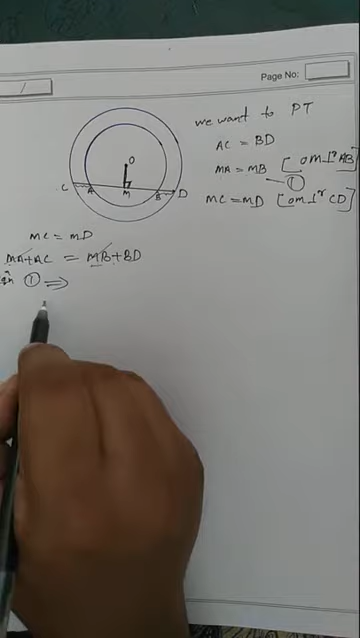 Page No:
we want to PT
AC = BD
MA = MB [OM ⊥r AB]
①
MC = MD [OM ⊥r CD]
O
C A M B D
MC = MD
MA+AC = MB+BD
① ⇒